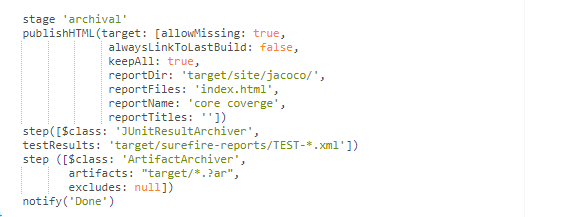 stage 'archival'
publishHTML(target: [allowMissing: true,
alwaysLinkToLastBuild: false,
keepAll: true,
reportDir: 'target/site/jacoco/',
reportFiles: 'index.html',
reportName: 'core coverge',
reportTitles: ''])
step([$class: 'JUnitResultArchiver',
testResults: 'target/surefire-reports/TEST-*.xml'])
step ([$class: 'ArtifactArchiver',
artifacts: "target/*.?ar",
excludes: null])
notify('Done')